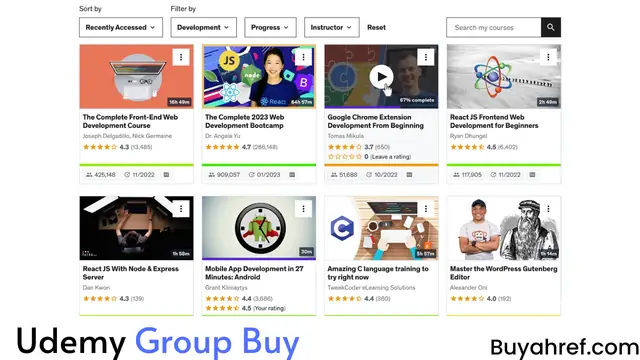 Sort by
Filter by
Recently Accessed
Development
Progress
Instructor
Reset
Search my courses
JS
node
React
C
16h 49m
64h 57m
67% complete
2h 49m
The Complete Front-End Web
Development Course
Joseph Delgadillo, Nick Germaine
4.3 (13,485)
425,148
11/2022
The Complete 2023 Web
Development Bootcamp
Dr. Angela Yu
4.7 (266,148)
909,057
01/2023
Google Chrome Extension
Development From Beginning
Tomas Mikula
3.7 (650)
0 (Leave a rating)
51,688
10/2022
React JS Frontend Web
Development for Beginners
Ryan Dhungel
4.5 (6,402)
117,905
11/2022
1h 58m
30m
C
5h 57m
1h 14m
React JS With Node & Express
Server
Dan Kwon
4.3 (139)
Mobile App Development in 27
Minutes: Android
Grant Klimaytys
4.4 (3,686)
4.5 (Your rating)
Amazing C language training to
try right now
TweakCoder eLearning Solutions
4.4 (360)
Master the WordPress Gutenberg
Editor
Alexander Oni
4.0 (192)
Udemy Group Buy
Buyahref.com